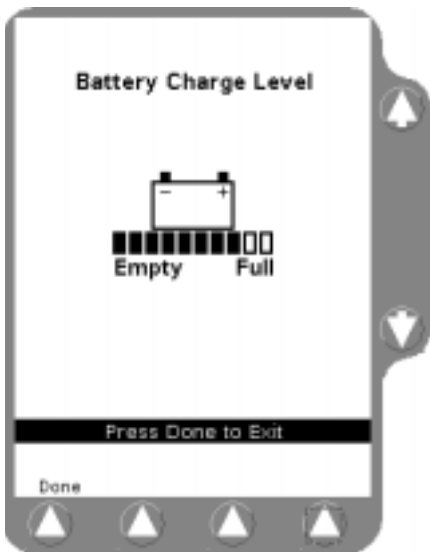 Battery Charge Level
- +
Empty Full
Press Done to Exit
Done